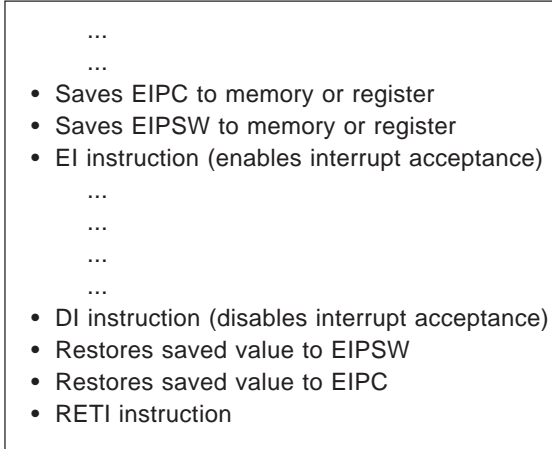 ...
...
• Saves EIPC to memory or register
• Saves EIPSW to memory or register
• EI instruction (enables interrupt acceptance)
...
...
...
...
• DI instruction (disables interrupt acceptance)
• Restores saved value to EIPSW
• Restores saved value to EIPC
• RETI instruction